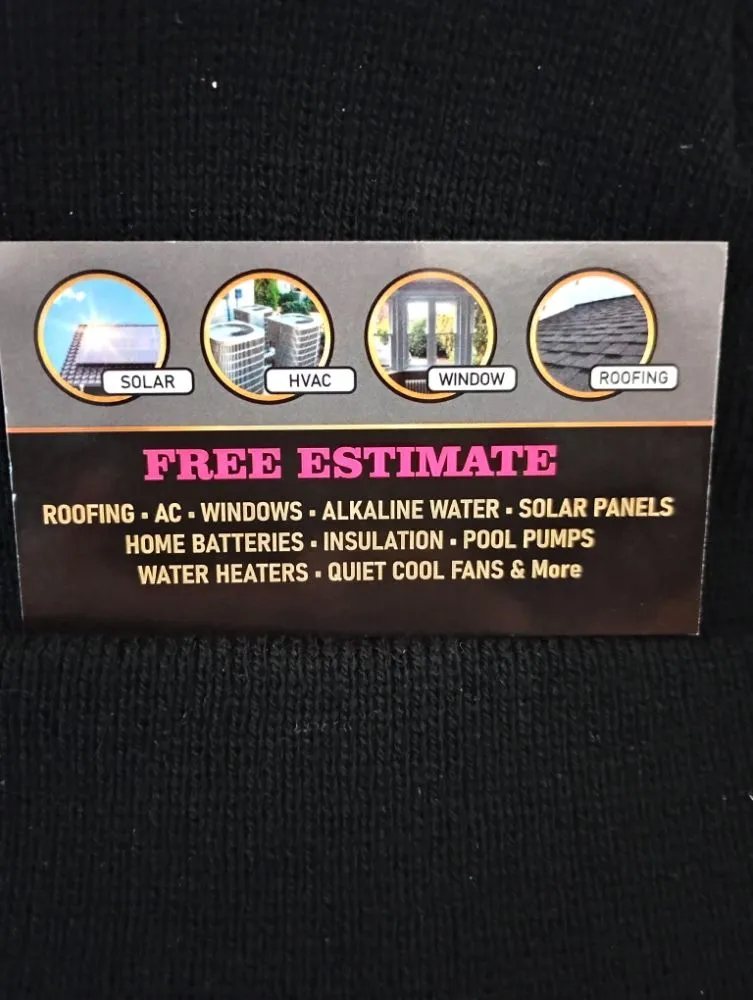 SOLAR
HVAC
WINDOW
ROOFING
FREE ESTIMATE
ROOFING ▪ AC ▪ WINDOWS ▪ ALKALINE WATER ▪ SOLAR PANELS
HOME BATTERIES ▪ INSULATION ▪ POOL PUMPS
WATER HEATERS ▪ QUIET COOL FANS & More